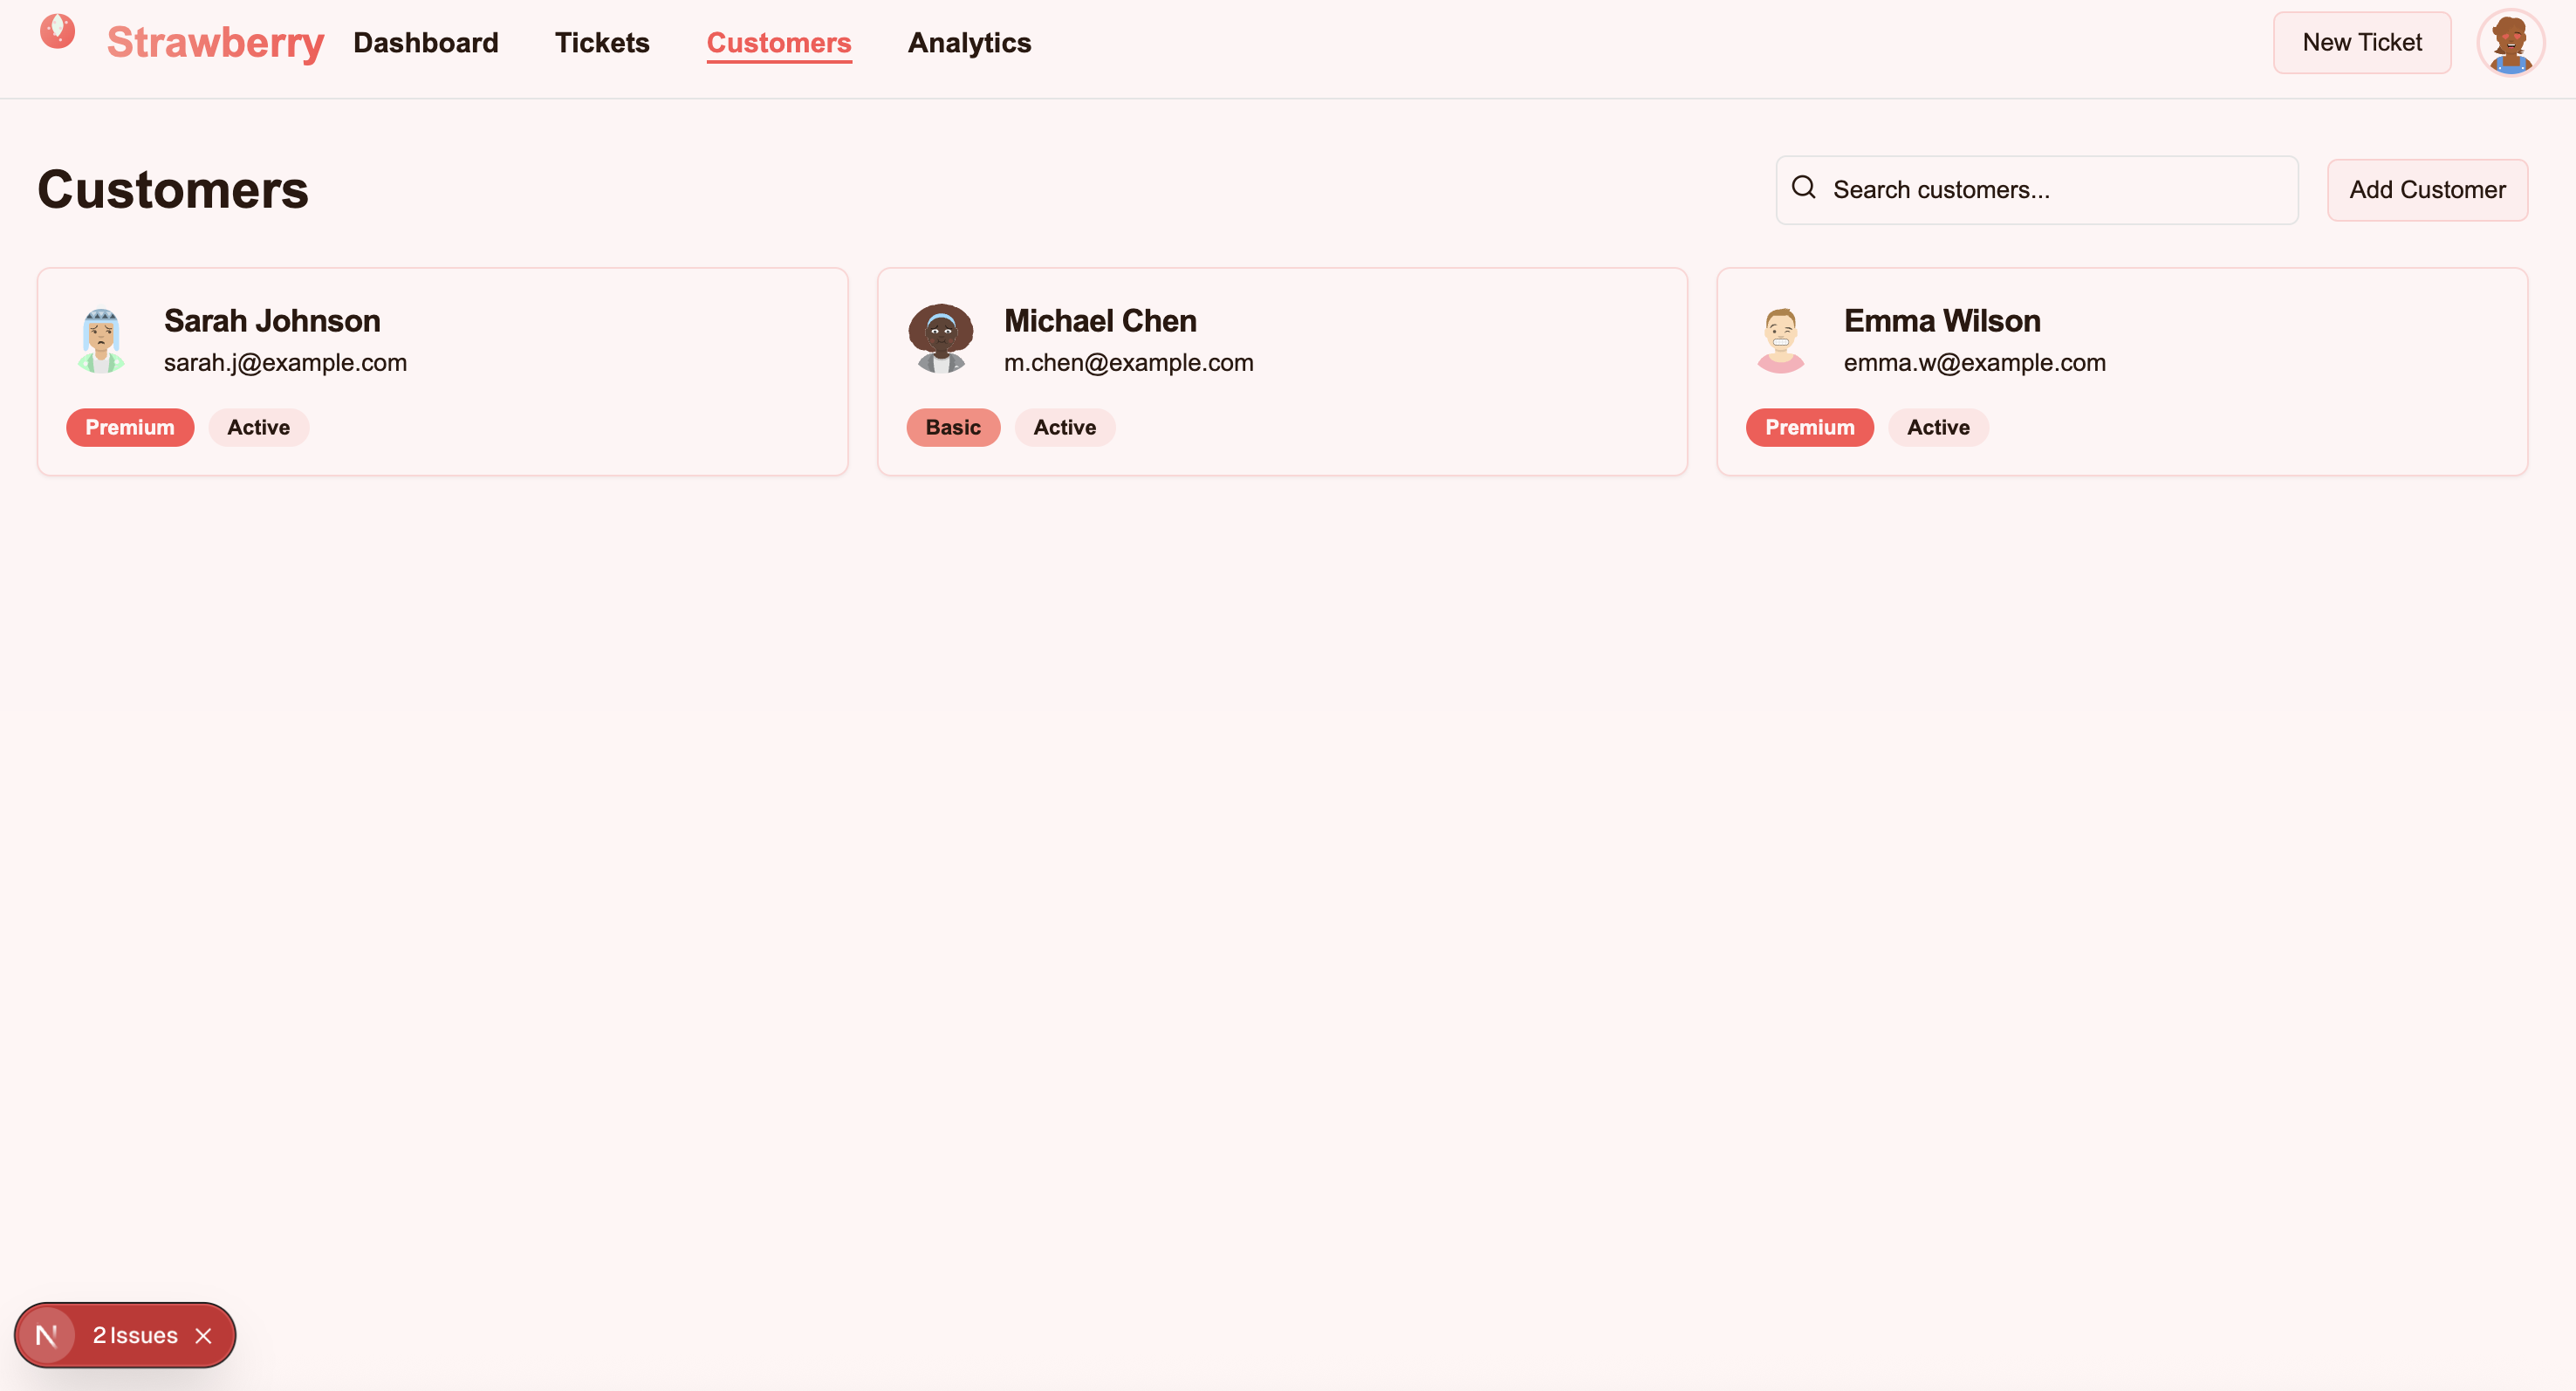 Strawberry Dashboard Tickets Customers Analytics New Ticket
Customers Search customers... Add Customer
Sarah Johnson
sarah.j@example.com
Premium Active
Michael Chen
m.chen@example.com
Basic Active
Emma Wilson
emma.w@example.com
Premium Active
N 2 Issues